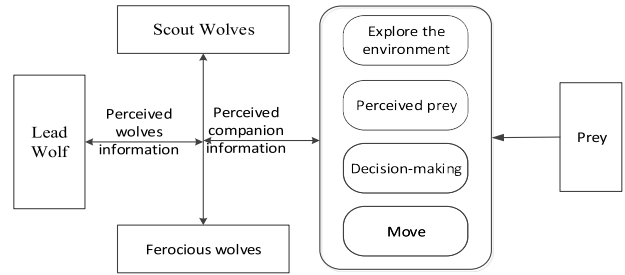 Scout Wolves
Lead
Wolf
Perceived
wolves
information
Perceived
companion
information
Ferocious wolves
Explore the
environment
Perceived prey
Decision-making
Move
Prey